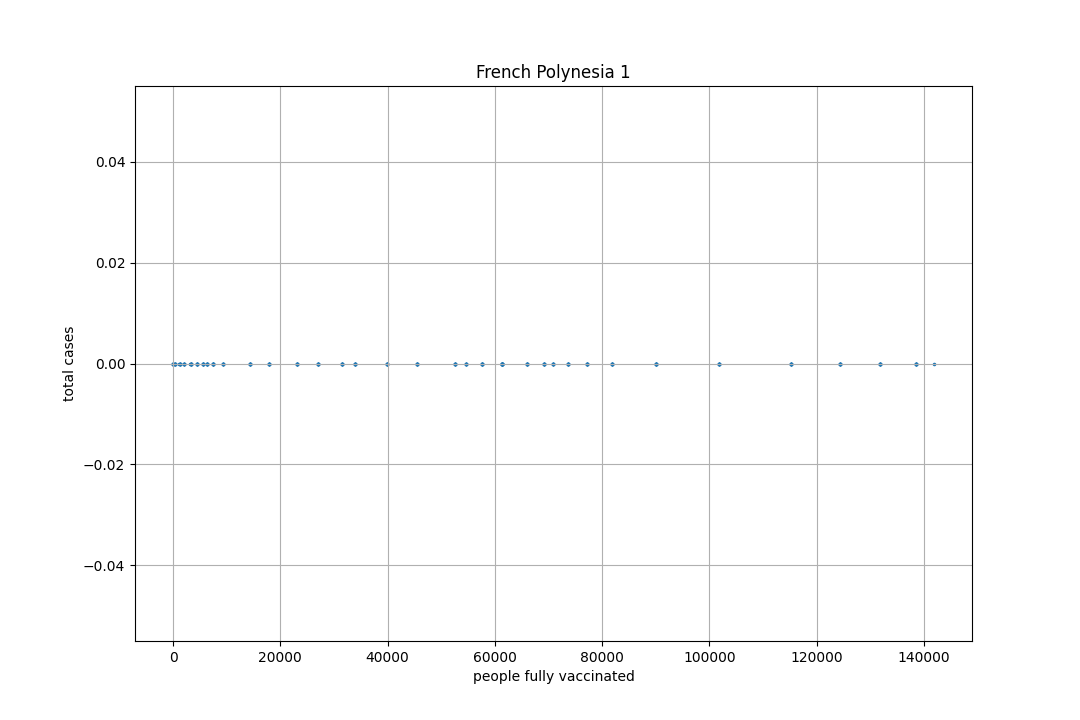 French Polynesia 1
0.04
0.02
0.00
−0.02
−0.04
total cases
0 20000 40000 60000 80000 100000 120000 140000
people fully vaccinated